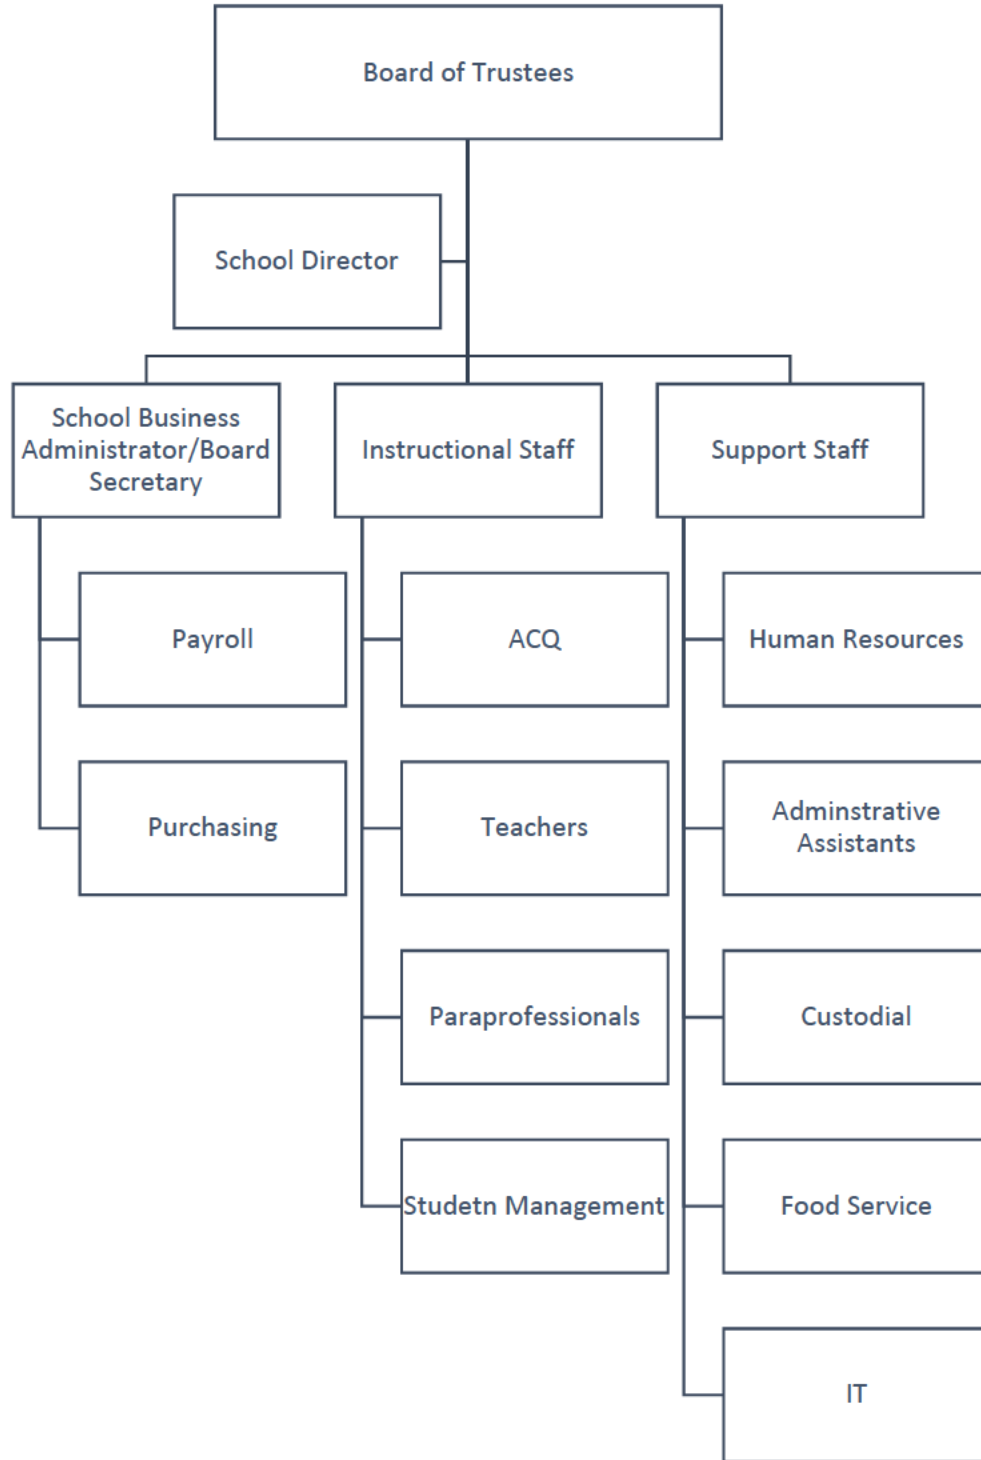 Board of Trustees
School Director
School Business
Administrator/Board
Secretary
Instructional Staff
Support Staff
Payroll
ACQ
Human Resources
Purchasing
Teachers
Adminstrative
Assistants
Paraprofessionals
Custodial
Studetn Management
Food Service
IT